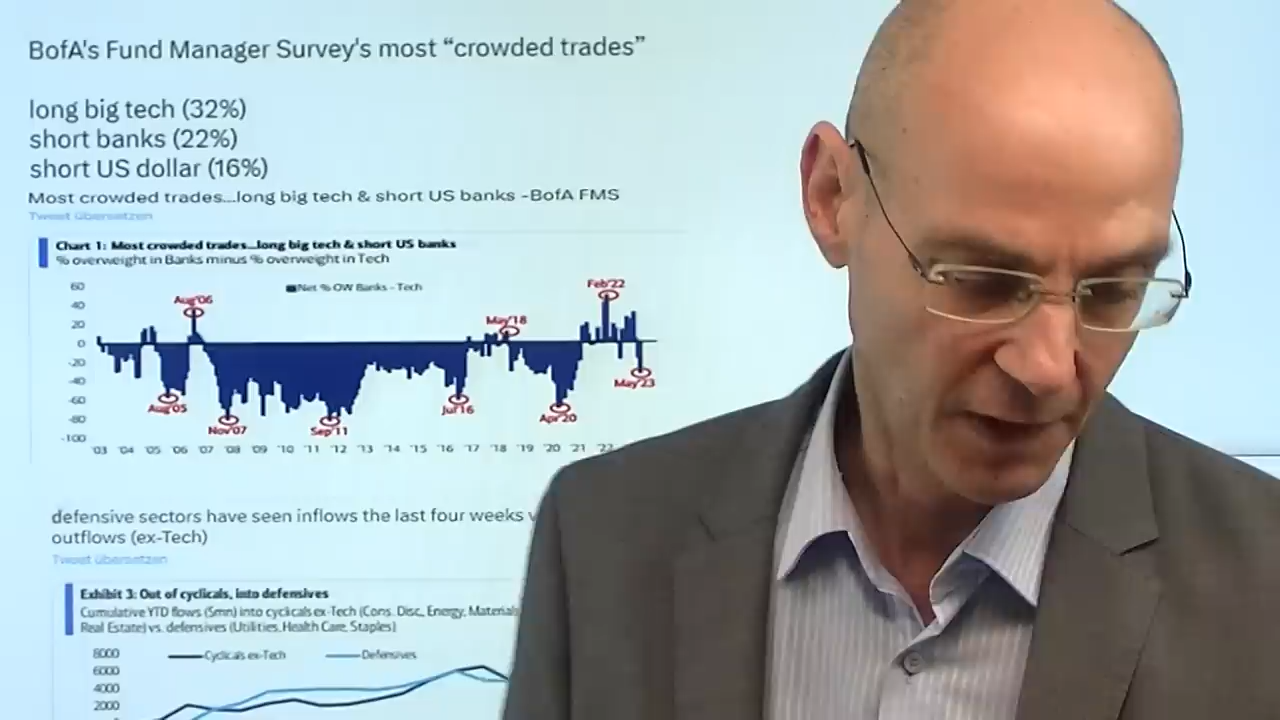 BofA's Fund Manager Survey's most “crowded trades”
long big tech (32%)
short banks (22%)
short US dollar (16%)
Most crowded trades...long big tech & short US banks -BofA FMS
Tweet übersetzen
Chart 1: Most crowded trades...long big tech & short US banks
% overweight in Banks minus % overweight in Tech
Net % OW Banks - Tech
60
40
20
0
-20
-40
-60
-80
-100
Aug'06
Feb'22
May'18
May'23
Aug'05
Jul'16
Apr'20
Nov'07
Sep'11
'03 '04 '05 '06 '07 '08 '09 '10 '11 '12 '13 '14 '15 '16 '17 '18 '19 '20 '21 '22
defensive sectors have seen inflows the last four weeks
outflows (ex-Tech)
Tweet übersetzen
Exhibit 3: Out of cyclicals, into defensives
Cumulative YTD flows ($mn) into cyclicals ex-Tech (Cons. Disc, Energy, Materials
Real Estate) vs. defensives (Utilities, Health Care, Staples)
Cyclicals ex-Tech
Defensives
8000
6000
4000
2000